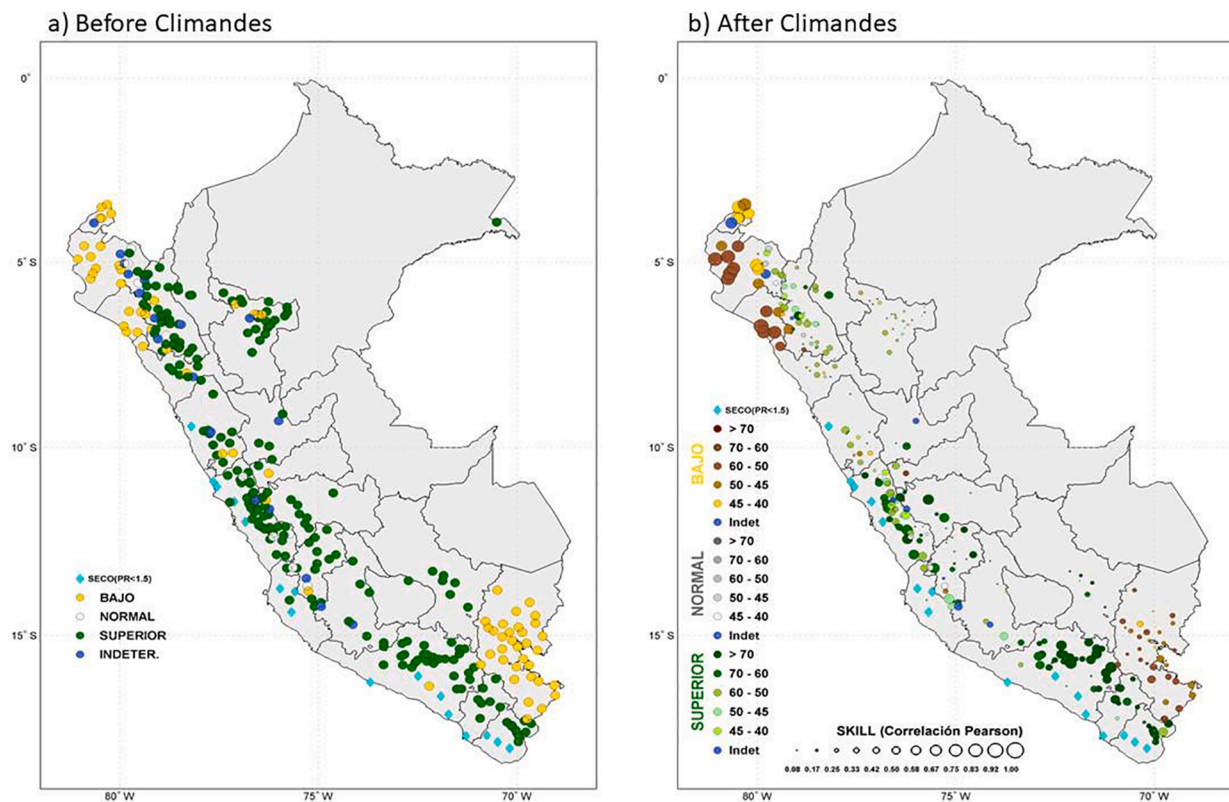 a) Before Climandes
b) After Climandes
0°
5° S
10° S
15° S
80° W
75° W
70° W
SECO(PR<1.5)
BAJO
NORMAL
SUPERIOR
INDETER.
0°
5° S
10° S
15° S
80° W
75° W
70° W
SECO(PR<1.5)
BAJO
> 70
70 - 60
60 - 50
50 - 45
45 - 40
Indet
NORMAL
> 70
70 - 60
60 - 50
50 - 45
45 - 40
Indet
SUPERIOR
> 70
70 - 60
60 - 50
50 - 45
45 - 40
Indet
SKILL (Correlación Pearson)
0.08 0.17 0.25 0.33 0.42 0.50 0.58 0.67 0.75 0.83 0.92 1.00